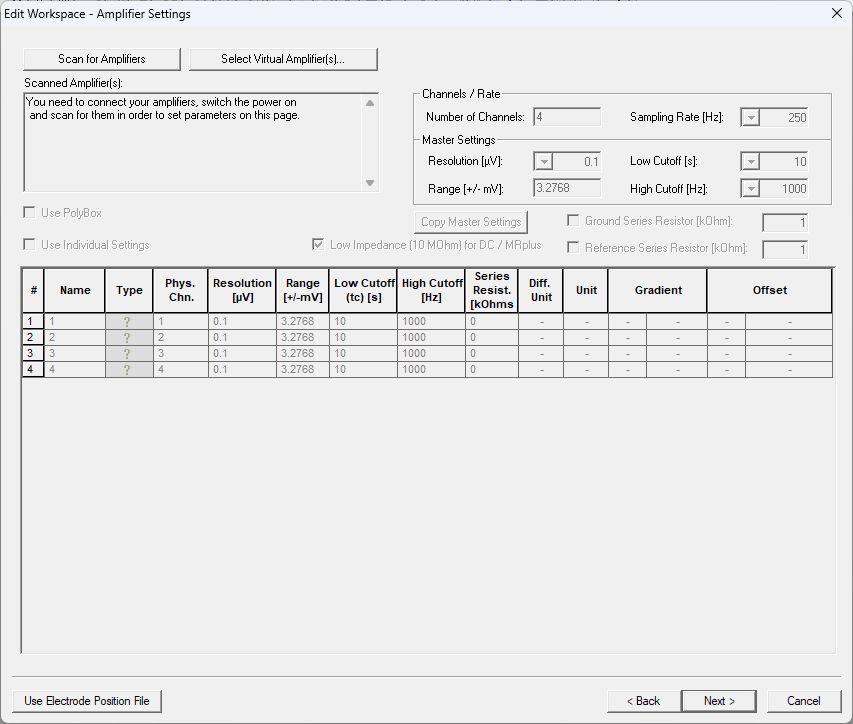 Edit Workspace - Amplifier Settings
Scan for Amplifiers
Select Virtual Amplifier(s)...
Scanned Amplifier(s):
You need to connect your amplifiers, switch the power on
and scan for them in order to set parameters on this page.
Channels / Rate
Number of Channels: 4 Sampling Rate [Hz]: 250
Master Settings
Resolution [µV]: 0.1 Low Cutoff [s]: 10
Range [+/- mV]: 3.2768 High Cutoff [Hz]: 1000
Use PolyBox
Copy Master Settings
Ground Series Resistor [kOhm]: 1
Use Individual Settings
Low Impedance (10 MOhm) for DC / MRplus
Reference Series Resistor [kOhm]: 1
# Name Type Phys. Chn. Resolution [µV] Range [+/-mV] Low Cutoff (tc) [s] High Cutoff [Hz] Series Resist. [kOhms Diff. Unit Unit Gradient Offset
1 1 ? 1 0.1 3.2768 10 1000 0 - - - - - -
2 2 ? 2 0.1 3.2768 10 1000 0 - - - - - -
3 3 ? 3 0.1 3.2768 10 1000 0 - - - - - -
4 4 ? 4 0.1 3.2768 10 1000 0 - - - - - -
Use Electrode Position File
< Back
Next >
Cancel